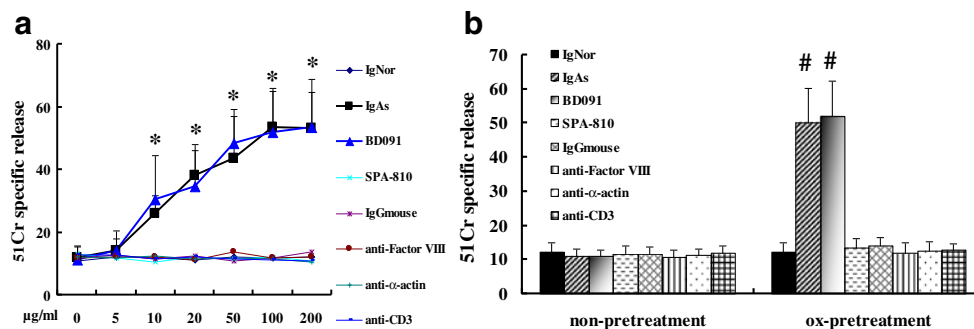 a
80
60
40
20
0
51Cr specific release
* * * * *
µg/ml 0 5 10 20 50 100 200
IgNor
IgAs
BD091
SPA-810
IgGmouse
anti-Factor VIII
anti-α-actin
anti-CD3
b
70
60
50
40
30
20
10
0
51Cr specific release
IgNor
IgAs
BD091
SPA-810
IgGmouse
anti-Factor VIII
anti-α-actin
anti-CD3
# #
non-pretreatment ox-pretreatment